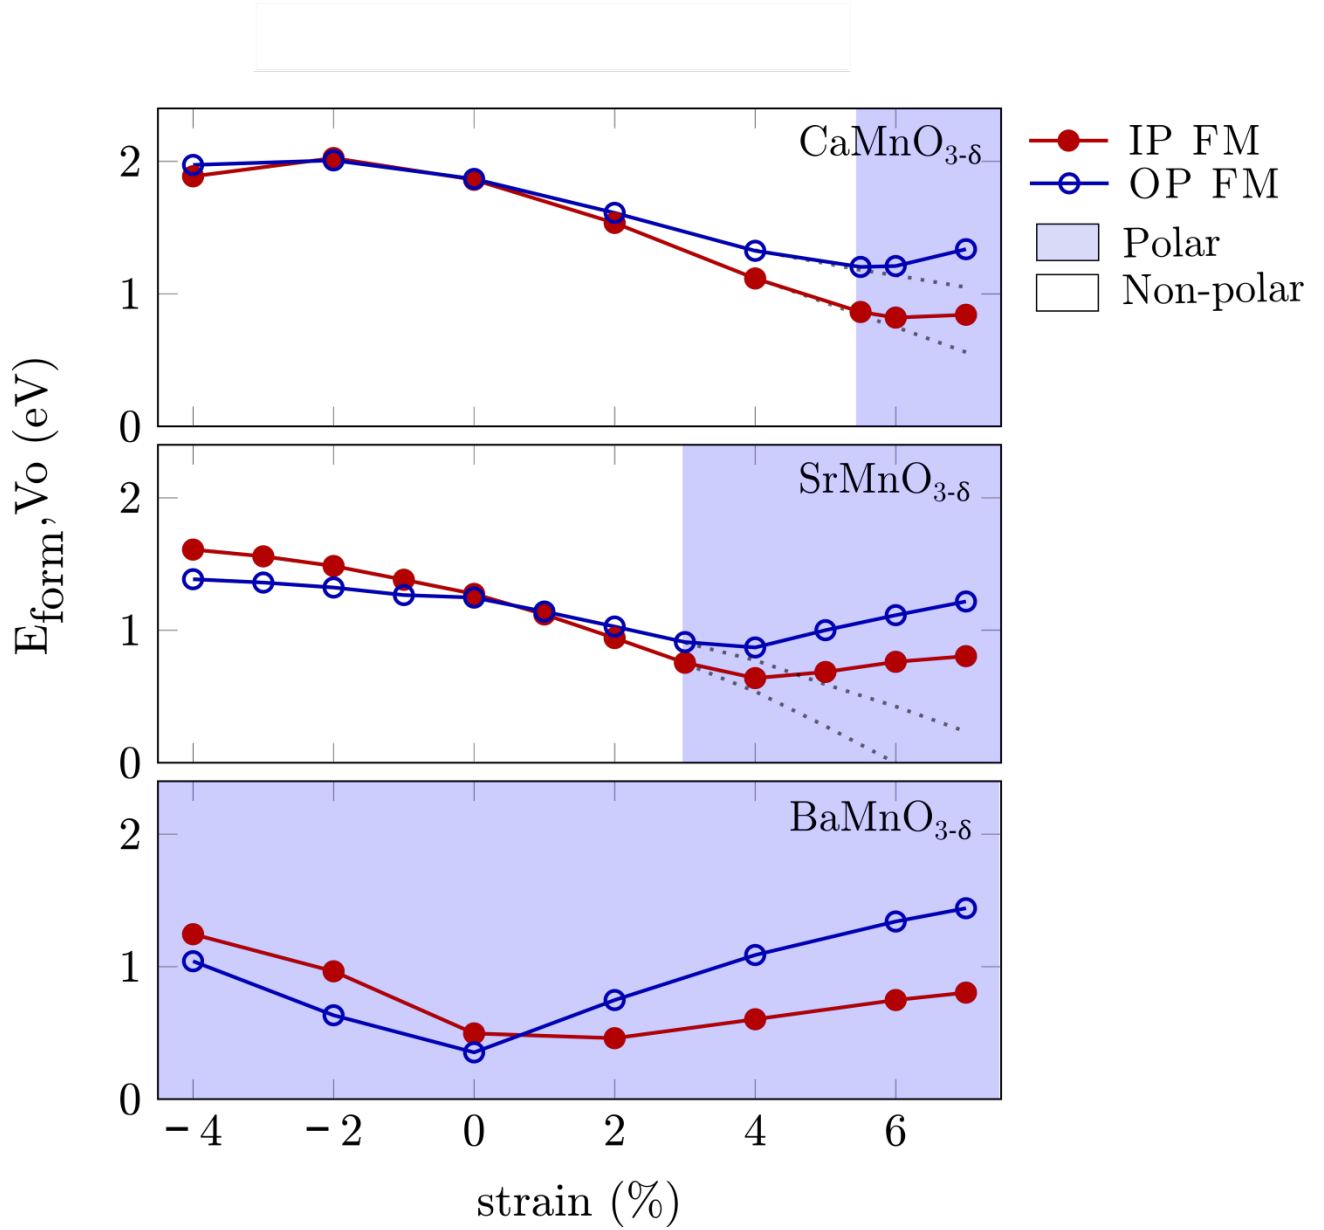 CaMnO3-δ
IP FM
OP FM
Polar
Non-polar
2
1
0
SrMnO3-δ
2
1
0
BaMnO3-δ
2
1
0
Eform, Vo (eV)
−4 −2 0 2 4 6
strain (%)